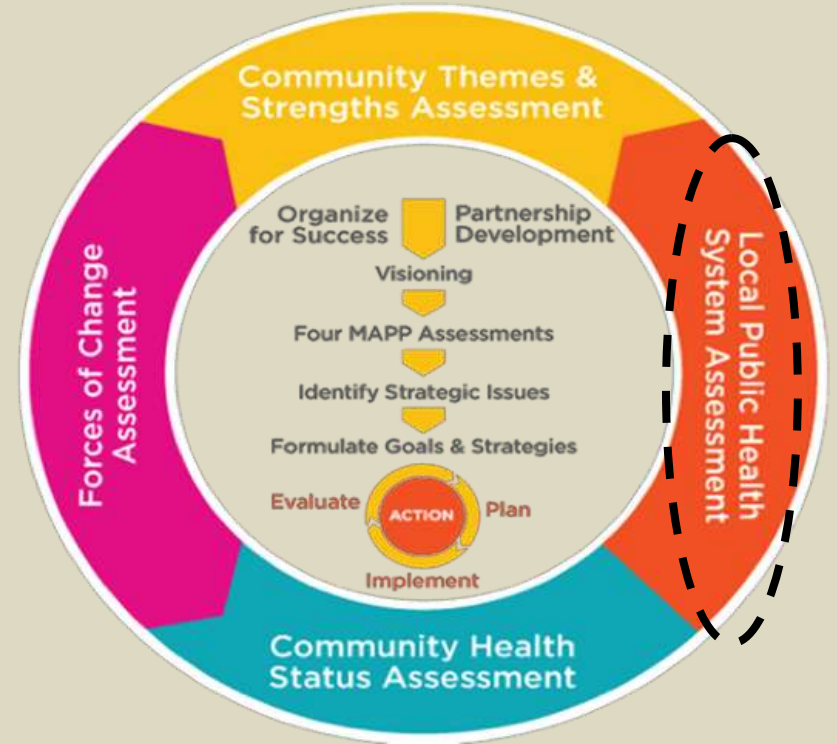 Community Themes &
Strengths Assessment
Organize
for Success
Partnership
Development
Visioning
Four MAPP Assessments
Identify Strategic Issues
Formulate Goals & Strategies
Evaluate
ACTION
Plan
Implement
Forces of Change
Assessment
Local Public Health
System Assessment
Community Health
Status Assessment